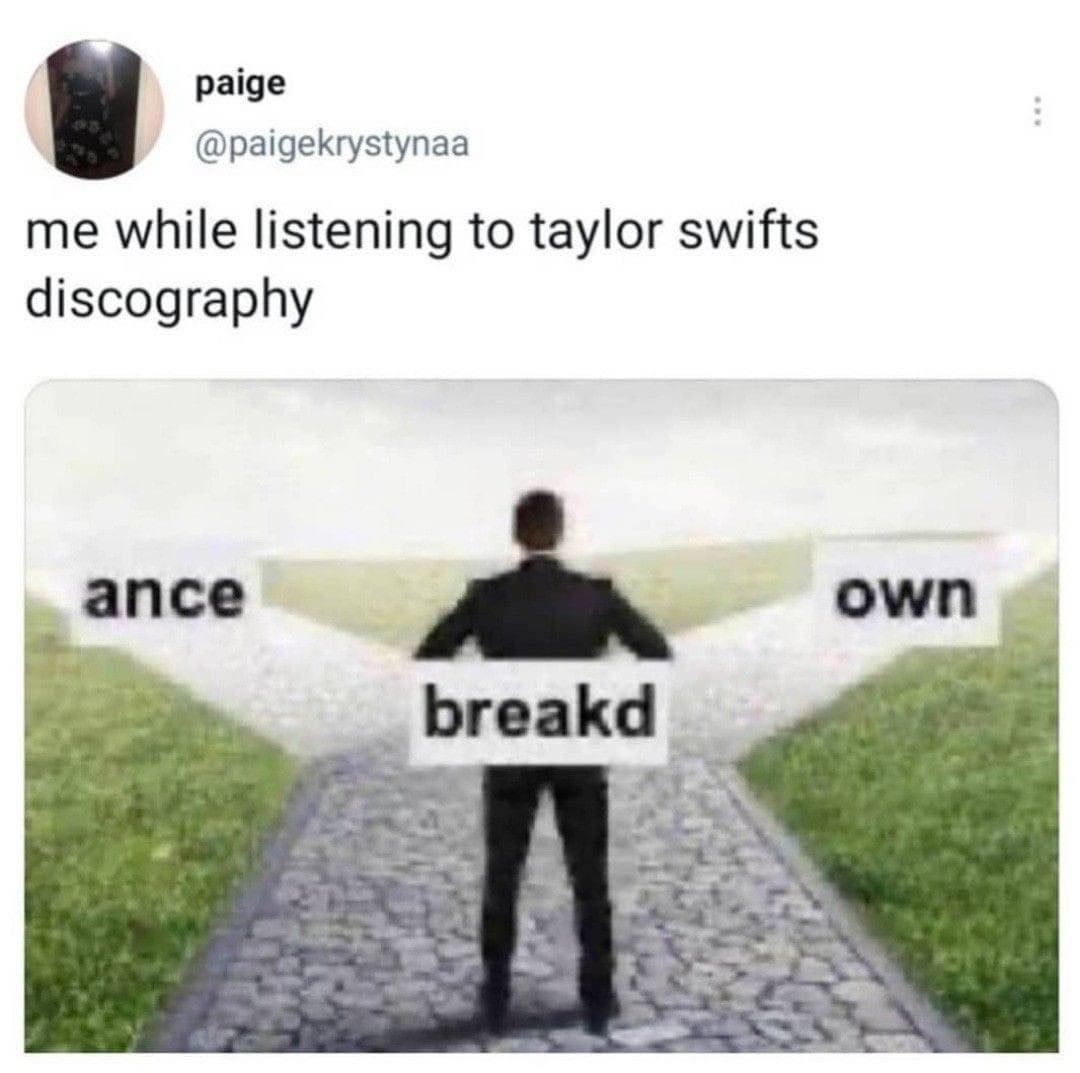 paige
@paigekrystynaa
me while listening to taylor swifts
discography
ance
own
breakd